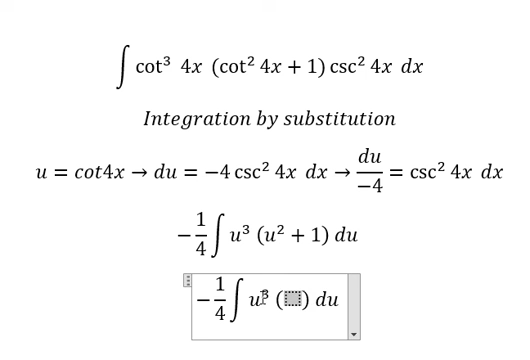 ∫ cot³ 4x (cot² 4x + 1) csc² 4x dx
Integration by substitution
u = cot4x → du = −4 csc² 4x dx → du/−4 = csc² 4x dx
−1/4 ∫ u³ (u² + 1) du
−1/4 ∫ u³ (⬚) du